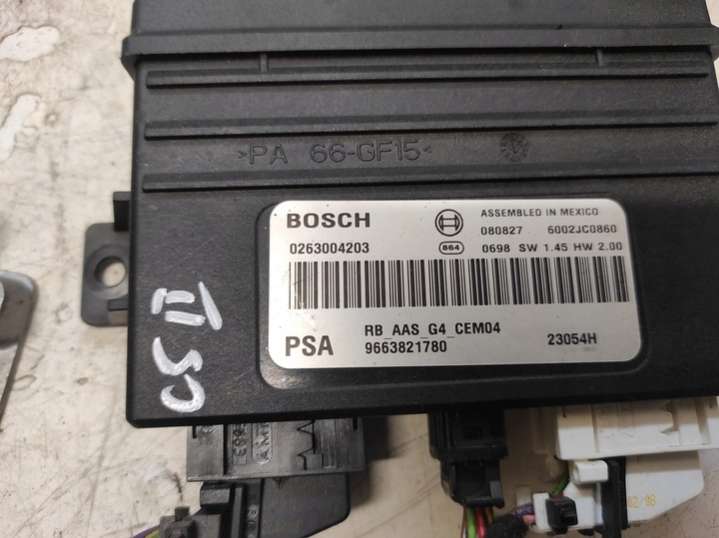 >PA 66-GF15<
BOSCH
ASSEMBLED IN MEXICO
080827 6002JC0860
0263004203
864 0698 SW 1.45 HW 2.00
RB_AAS_G4_CEM04
PSA 9663821780 23054H